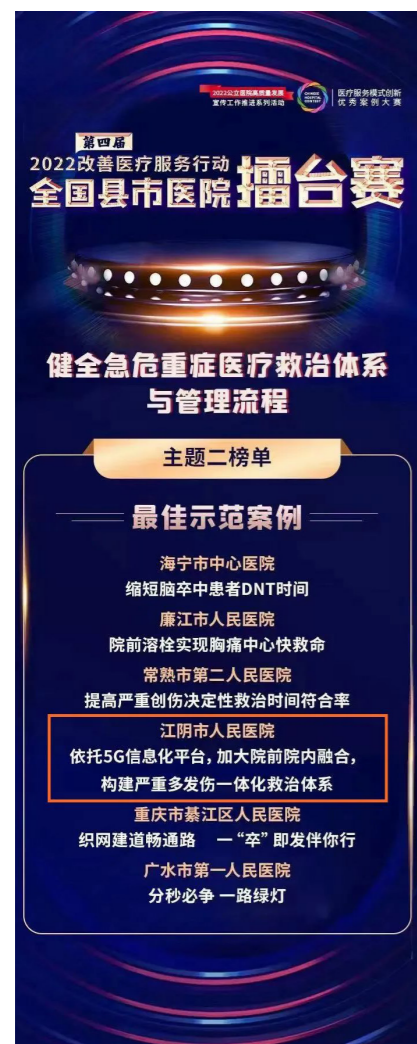 2022公立医院高质量发展
宣传工作推进系列活动
CHINESE
HOSPITAL
CONTEST
医疗服务模式创新
优秀案例大赛
第四届
2022改善医疗服务行动
全国县市医院擂台赛
健全急危重症医疗救治体系
与管理流程
主题二榜单
最佳示范案例
海宁市中心医院
缩短脑卒中患者DNT时间
廉江市人民医院
院前溶栓实现胸痛中心快救命
常熟市第二人民医院
提高严重创伤决定性救治时间符合率
江阴市人民医院
依托5G信息化平台,加大院前院内融合,
构建严重多发伤一体化救治体系
重庆市綦江区人民医院
织网建道畅通路 一“卒”即发伴你行
广水市第一人民医院
分秒必争 一路绿灯